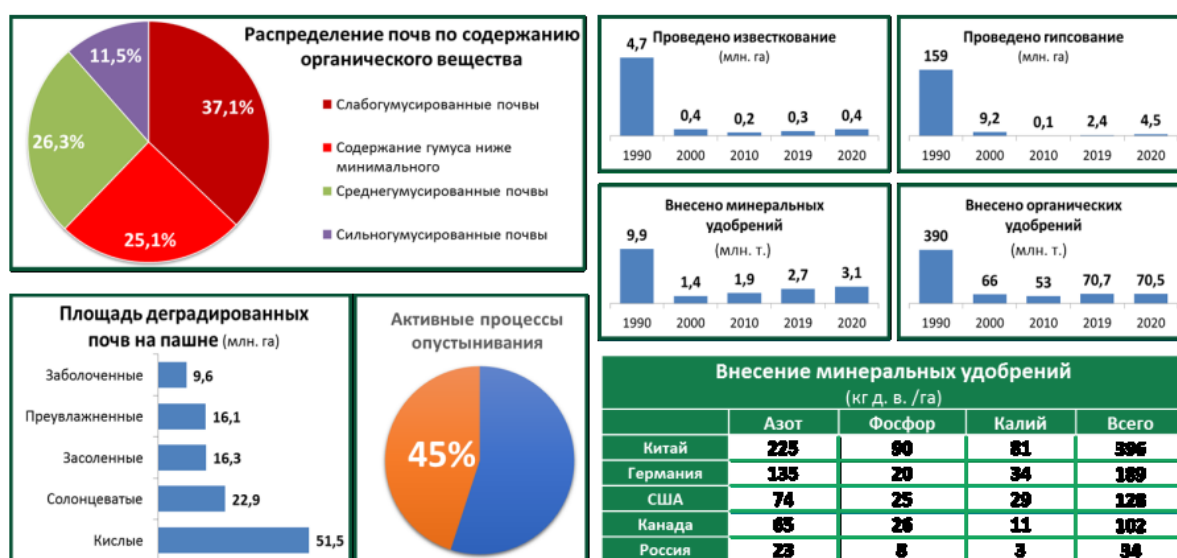 Распределение почв по содержанию
органического вещества
11,5%
37,1%
26,3%
25,1%
Слабогумусированные почвы
Содержание гумуса ниже
минимального
Среднегумусированные почвы
Сильногумусированные почвы
Проведено известкование
(млн. га)
4,7
0,4
0,2
0,3
0,4
1990 2000 2010 2019 2020
Проведено гипсование
(млн. га)
159
9,2
0,1
2,4
4,5
1990 2000 2010 2019 2020
Внесено минеральных
удобрений
(млн. т.)
9,9
1,4
1,9
2,7
3,1
1990 2000 2010 2019 2020
Внесено органических
удобрений
(млн. т.)
390
66
53
70,7
70,5
1990 2000 2010 2019 2020
Площадь деградированных
почв на пашне (млн. га)
Заболоченные 9,6
Преувлажненные 16,1
Засоленные 16,3
Солонцеватые 22,9
Кислые 51,5
Активные процессы
опустынивания
45%
Внесение минеральных удобрений
(кг д. в. /га)
Азот Фосфор Калий Всего
Китай 225 90 81 396
Германия 135 20 34 189
США 74 25 29 128
Канада 65 26 11 102
Россия 23 8 3 34